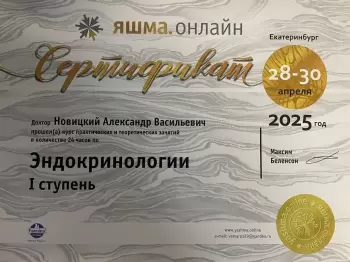 яшма.онлайн
Екатеринбург
Сертификат
28-30
апреля
2025 год
Доктор Новицкий Александр Васильевич
прошел(а) курс практических и теоретических занятий
в количестве 24 часов по
Эндокринологии
I ступень
Максим
Беленсон
www.yashma.online